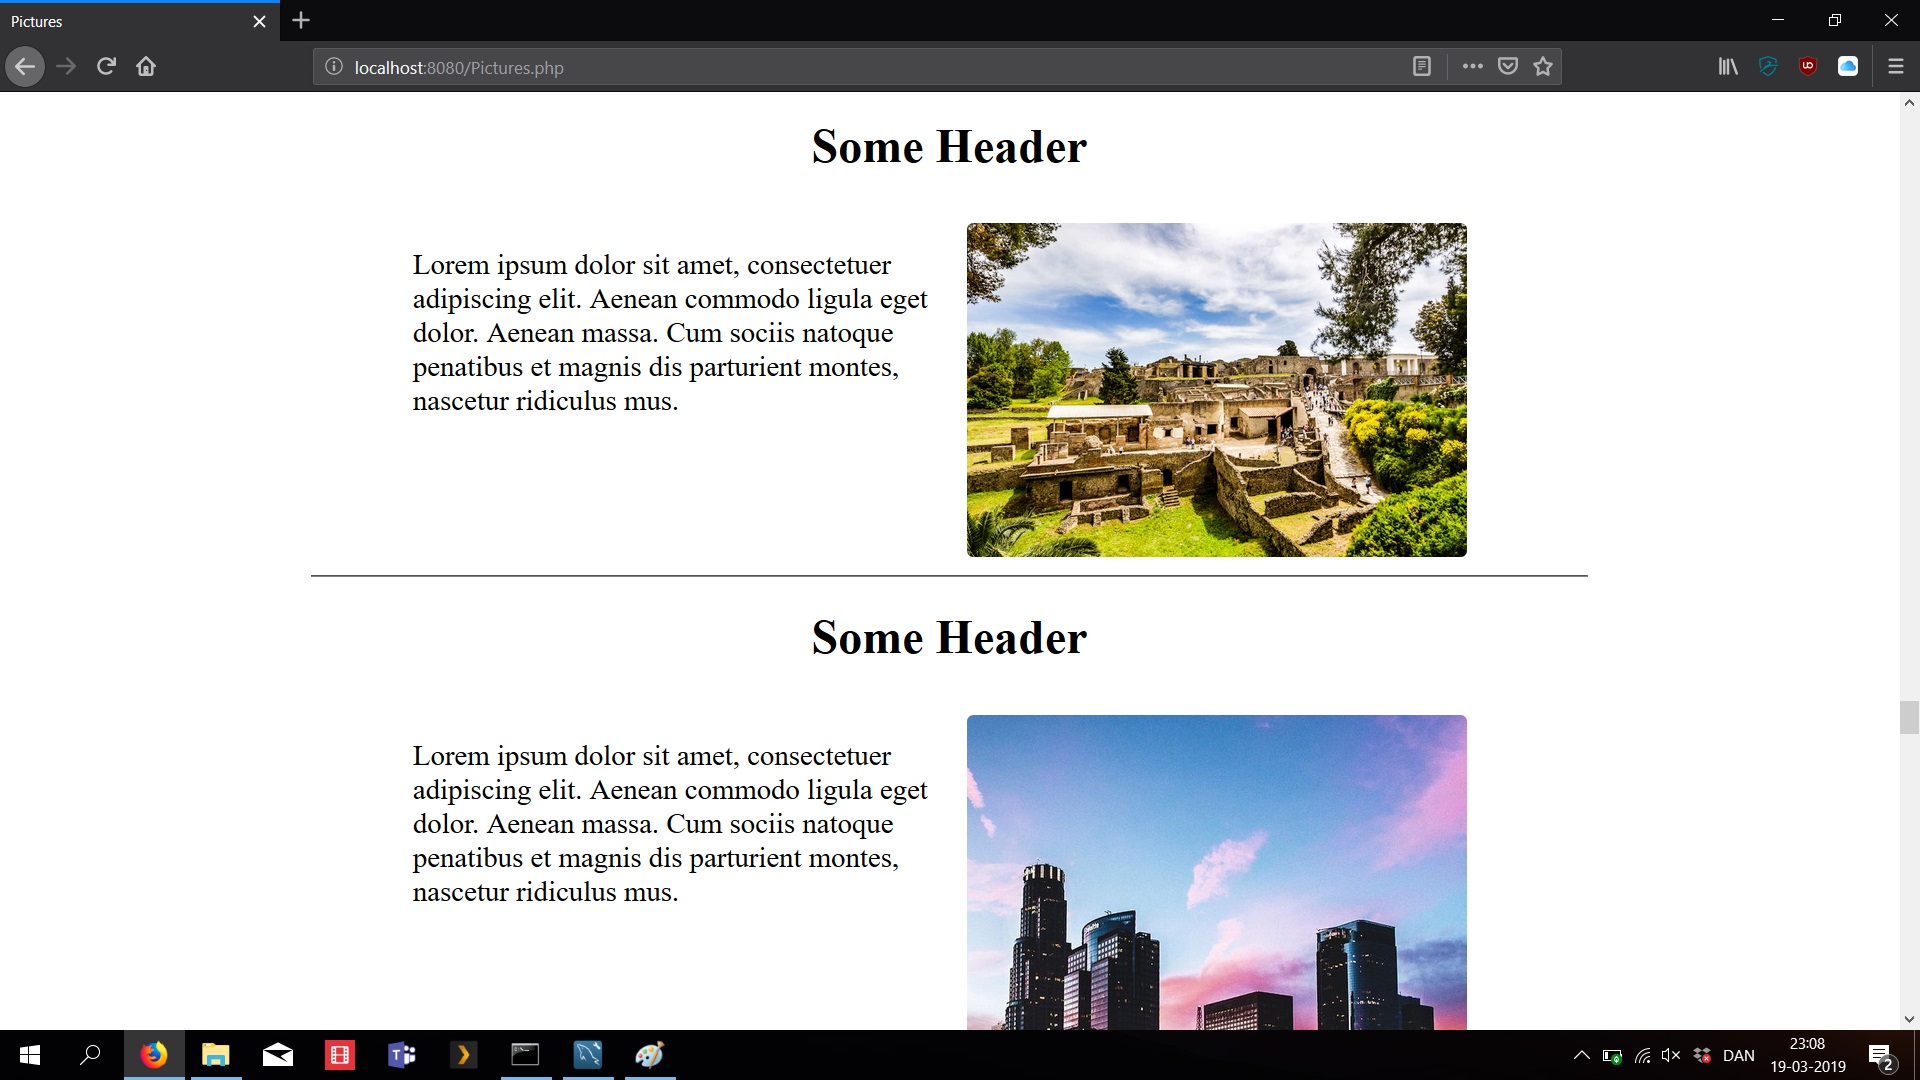 Pictures
localhost:8080/Pictures.php
Some Header
Lorem ipsum dolor sit amet, consectetuer
adipiscing elit. Aenean commodo ligula eget
dolor. Aenean massa. Cum sociis natoque
penatibus et magnis dis parturient montes,
nascetur ridiculus mus.
Some Header
Lorem ipsum dolor sit amet, consectetuer
adipiscing elit. Aenean commodo ligula eget
dolor. Aenean massa. Cum sociis natoque
penatibus et magnis dis parturient montes,
nascetur ridiculus mus.
DAN
23:08
19-03-2019
2